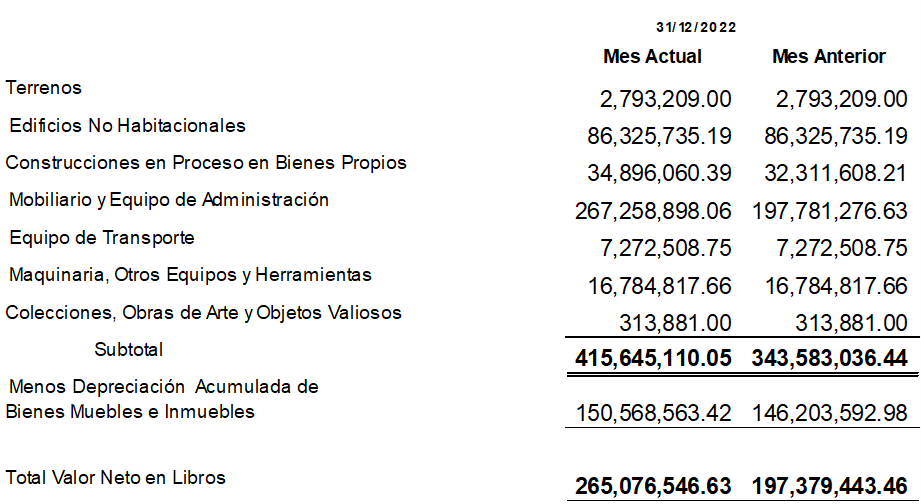 31/12/2022
Mes Actual Mes Anterior
Terrenos 2,793,209.00 2,793,209.00
Edificios No Habitacionales 86,325,735.19 86,325,735.19
Construcciones en Proceso en Bienes Propios 34,896,060.39 32,311,608.21
Mobiliario y Equipo de Administración 267,258,898.06 197,781,276.63
Equipo de Transporte 7,272,508.75 7,272,508.75
Maquinaria, Otros Equipos y Herramientas 16,784,817.66 16,784,817.66
Colecciones, Obras de Arte y Objetos Valiosos 313,881.00 313,881.00
Subtotal 415,645,110.05 343,583,036.44
Menos Depreciación Acumulada de
Bienes Muebles e Inmuebles 150,568,563.42 146,203,592.98
Total Valor Neto en Libros 265,076,546.63 197,379,443.46